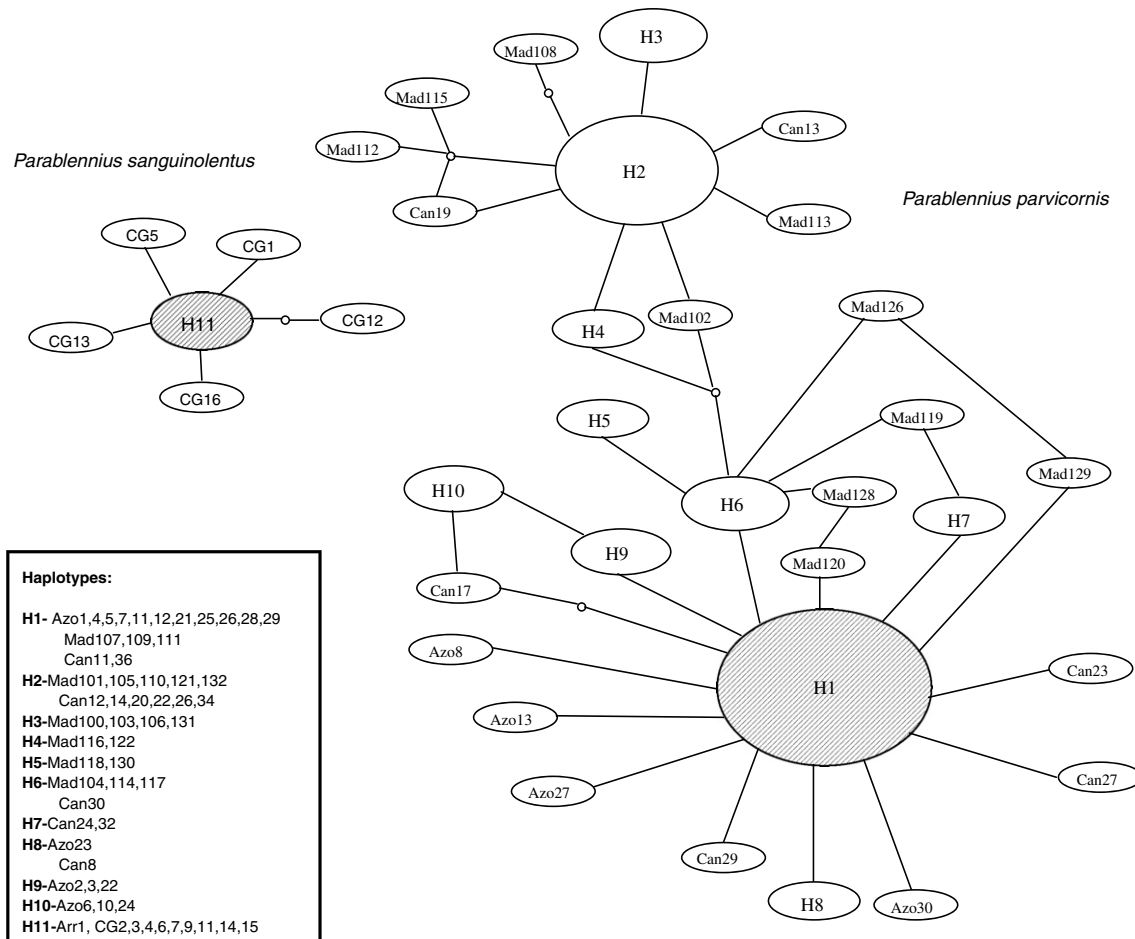 H3
Mad108
Mad115
Can13
Mad112
Parablennius sanguinolentus
H2
Parablennius parvicornis
Can19
Mad113
CG5
CG1
Mad126
H11
CG12
H4
Mad102
CG13
CG16
H5
Mad119
Mad129
H10
H6
Mad128
H7
H9
Mad120
Can17
Azo8
Can23
H1
Azo13
Azo27
Can27
Can29
H8
Azo30
Haplotypes:
H1- Azo1,4,5,7,11,12,21,25,26,28,29
Mad107,109,111
Can11,36
H2-Mad101,105,110,121,132
Can12,14,20,22,26,34
H3-Mad100,103,106,131
H4-Mad116,122
H5-Mad118,130
H6-Mad104,114,117
Can30
H7-Can24,32
H8-Azo23
Can8
H9-Azo2,3,22
H10-Azo6,10,24
H11-Arr1, CG2,3,4,6,7,9,11,14,15